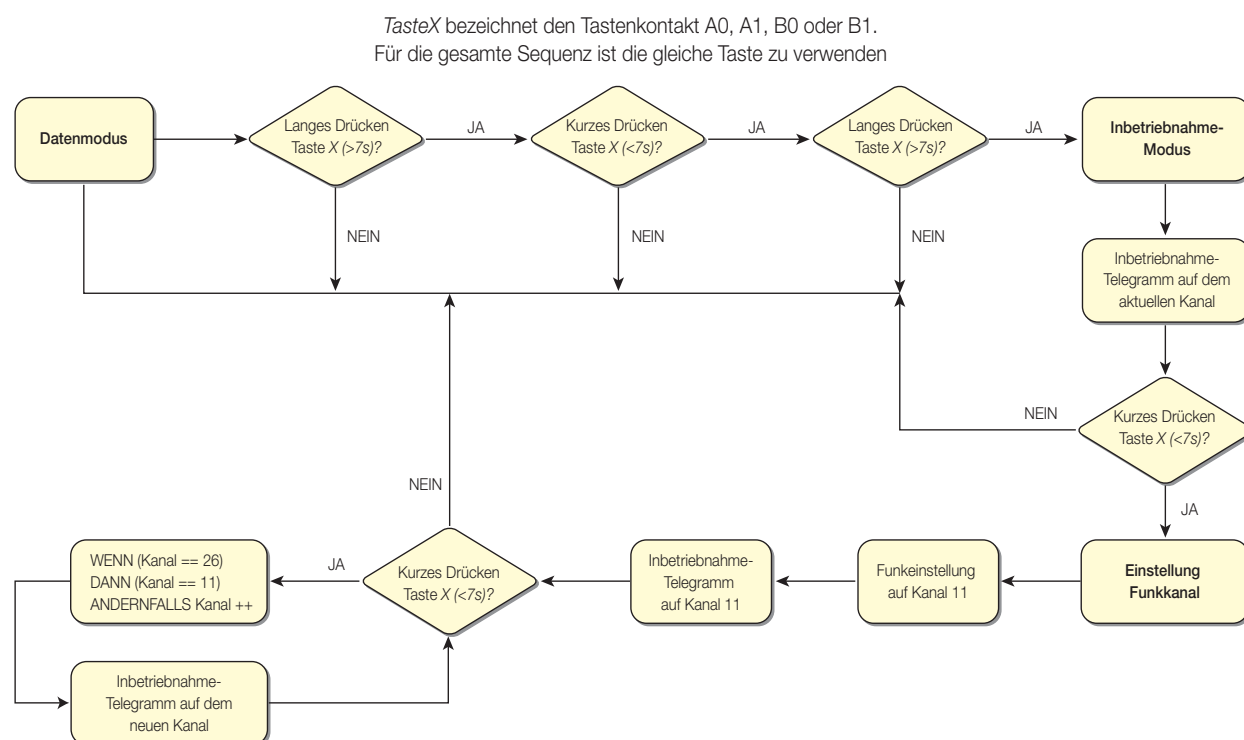 TasteX bezeichnet den Tastenkontakt A0, A1, B0 oder B1.
Für die gesamte Sequenz ist die gleiche Taste zu verwenden
Datenmodus
Langes Drücken
Taste X (>7s)?
JA
Kurzes Drücken
Taste X (<7s)?
JA
Langes Drücken
Taste X (>7s)?
JA
Inbetriebnahme-
Modus
NEIN
NEIN
NEIN
Inbetriebnahme-
Telegramm auf dem
aktuellen Kanal
NEIN
Kurzes Drücken
Taste X (<7s)?
JA
Einstellung
Funkkanal
Funkeinstellung
auf Kanal 11
Inbetriebnahme-
Telegramm
auf Kanal 11
NEIN
Kurzes Drücken
Taste X (<7s)?
JA
WENN (Kanal == 26)
DANN (Kanal == 11)
ANDERNFALLS Kanal ++
Inbetriebnahme-
Telegramm auf dem
neuen Kanal